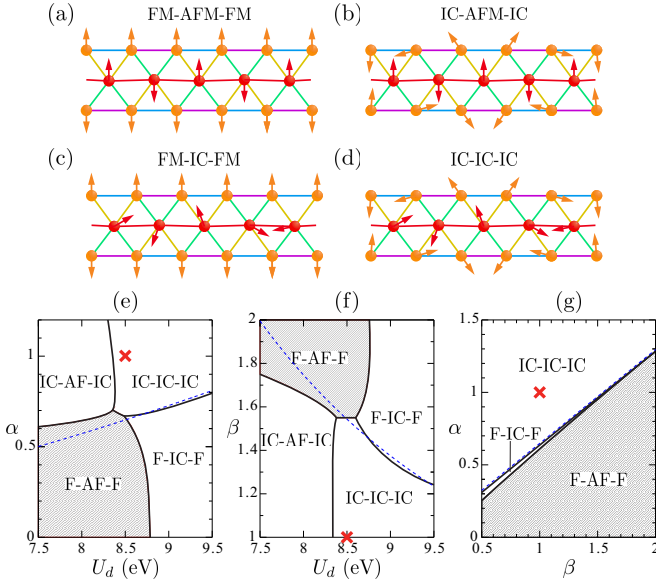 (a) FM-AFM-FM
(b) IC-AFM-IC
(c) FM-IC-FM
(d) IC-IC-IC
(e)
α
1
0.5
0
IC-AF-IC
IC-IC-IC
F-IC-F
F-AF-F
7.5 8 8.5 9 9.5
U_d (eV)
(f)
β
2
1.8
1.6
1.4
1.2
1
F-AF-F
IC-AF-IC
F-IC-F
IC-IC-IC
7.5 8 8.5 9 9.5
U_d (eV)
(g)
α
1.5
1
0.5
0
IC-IC-IC
F-IC-F
F-AF-F
0.5 1 1.5 2
β